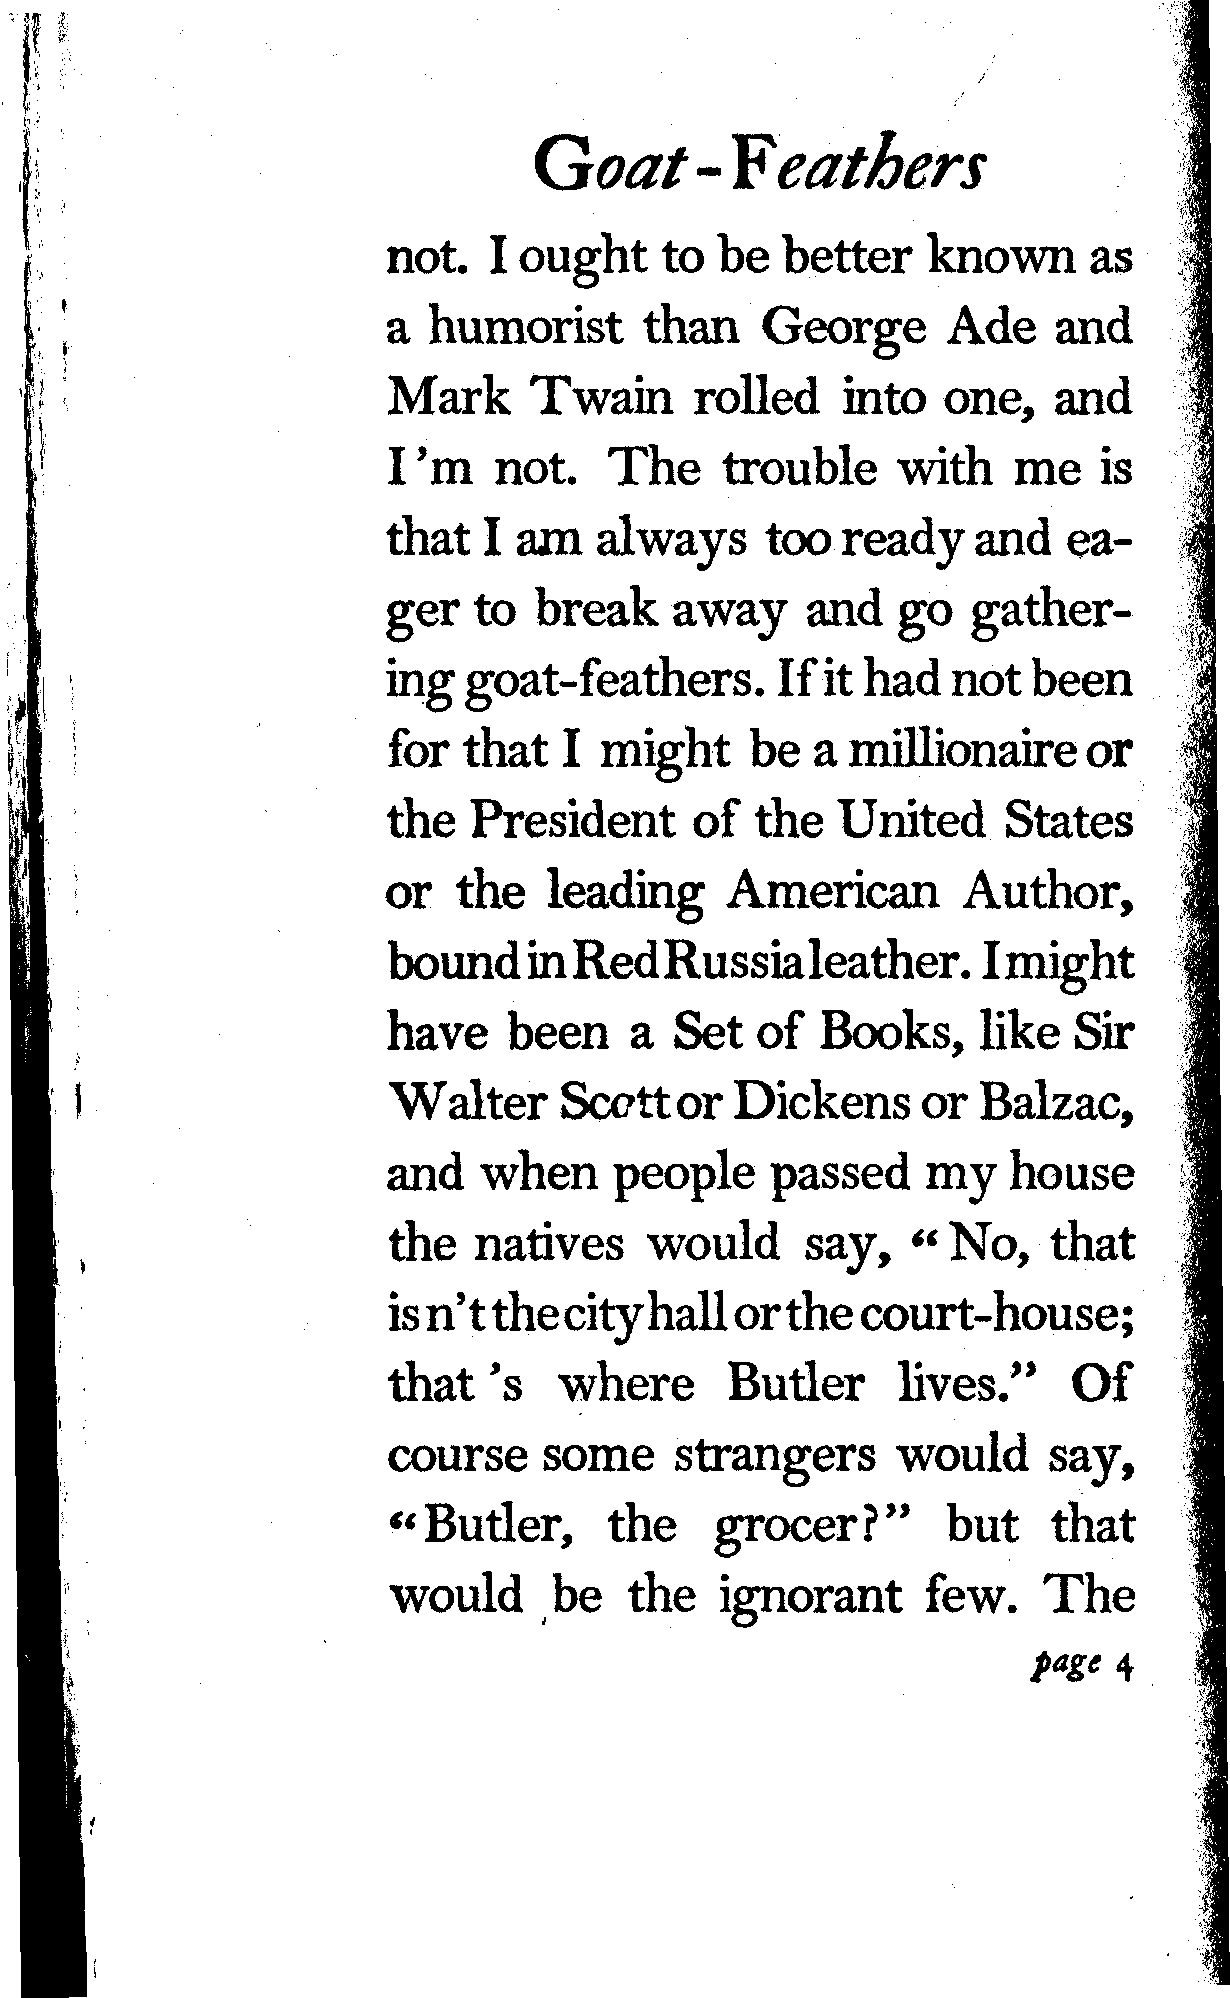 Goat-Feathers
not. I ought to be better known as
a humorist than George Ade and
Mark Twain rolled into one, and
I'm not. The trouble with me is
that I am always too ready and ea-
ger to break away and go gather-
ing goat-feathers. If it had not been
for that I might be a millionaire or
the President of the United States
or the leading American Author,
bound in Red Russia leather. I might
have been a Set of Books, like Sir
Walter Scott or Dickens or Balzac,
and when people passed my house
the natives would say, "No, that
isn't the city hall or the court-house;
that's where Butler lives." Of
course some strangers would say,
"Butler, the grocer?" but that
would be the ignorant few. The
page 4